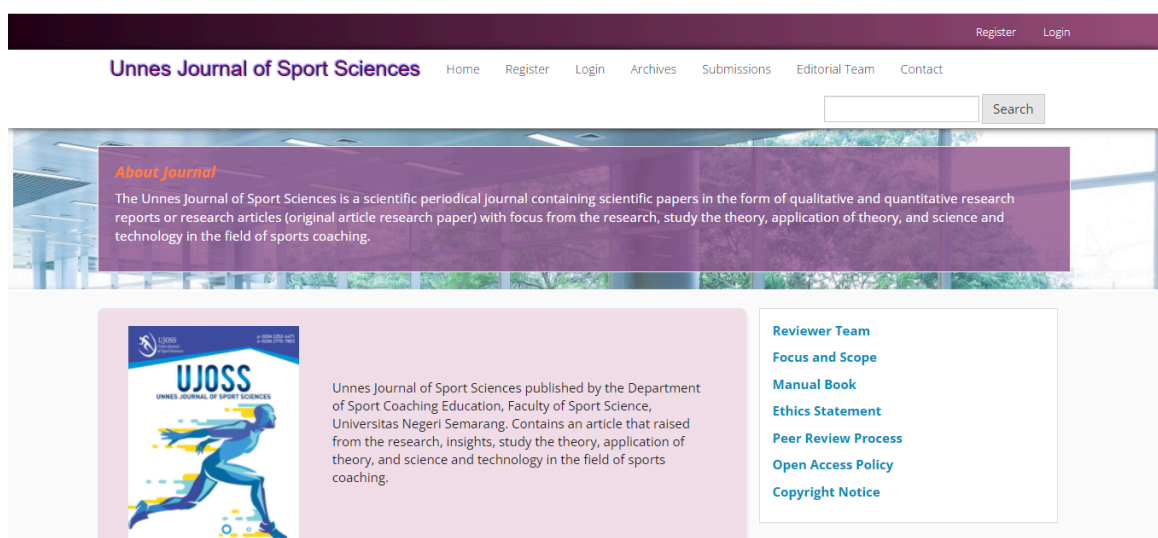 Register Login
Unnes Journal of Sport Sciences Home Register Login Archives Submissions Editorial Team Contact
Search
About Journal
The Unnes Journal of Sport Sciences is a scientific periodical journal containing scientific papers in the form of qualitative and quantitative research
reports or research articles (original article research paper) with focus from the research, study the theory, application of theory, and science and
technology in the field of sports coaching.
UJOSS
UJOSS
UNNES JOURNAL OF SPORT SCIENCES
Unnes Journal of Sport Sciences published by the Department
of Sport Coaching Education, Faculty of Sport Science,
Universitas Negeri Semarang. Contains an article that raised
from the research, insights, study the theory, application of
theory, and science and technology in the field of sports
coaching.
Reviewer Team
Focus and Scope
Manual Book
Ethics Statement
Peer Review Process
Open Access Policy
Copyright Notice